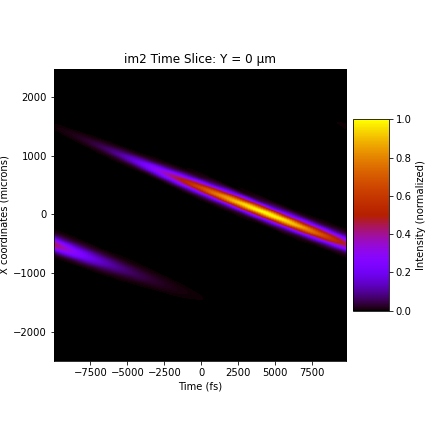 im2 Time Slice: Y = 0 μm
X coordinates (microns)
2000
1000
0
−1000
−2000
−7500 −5000 −2500 0 2500 5000 7500
Time (fs)
1.0
0.8
0.6
0.4
0.2
0.0
Intensity (normalized)